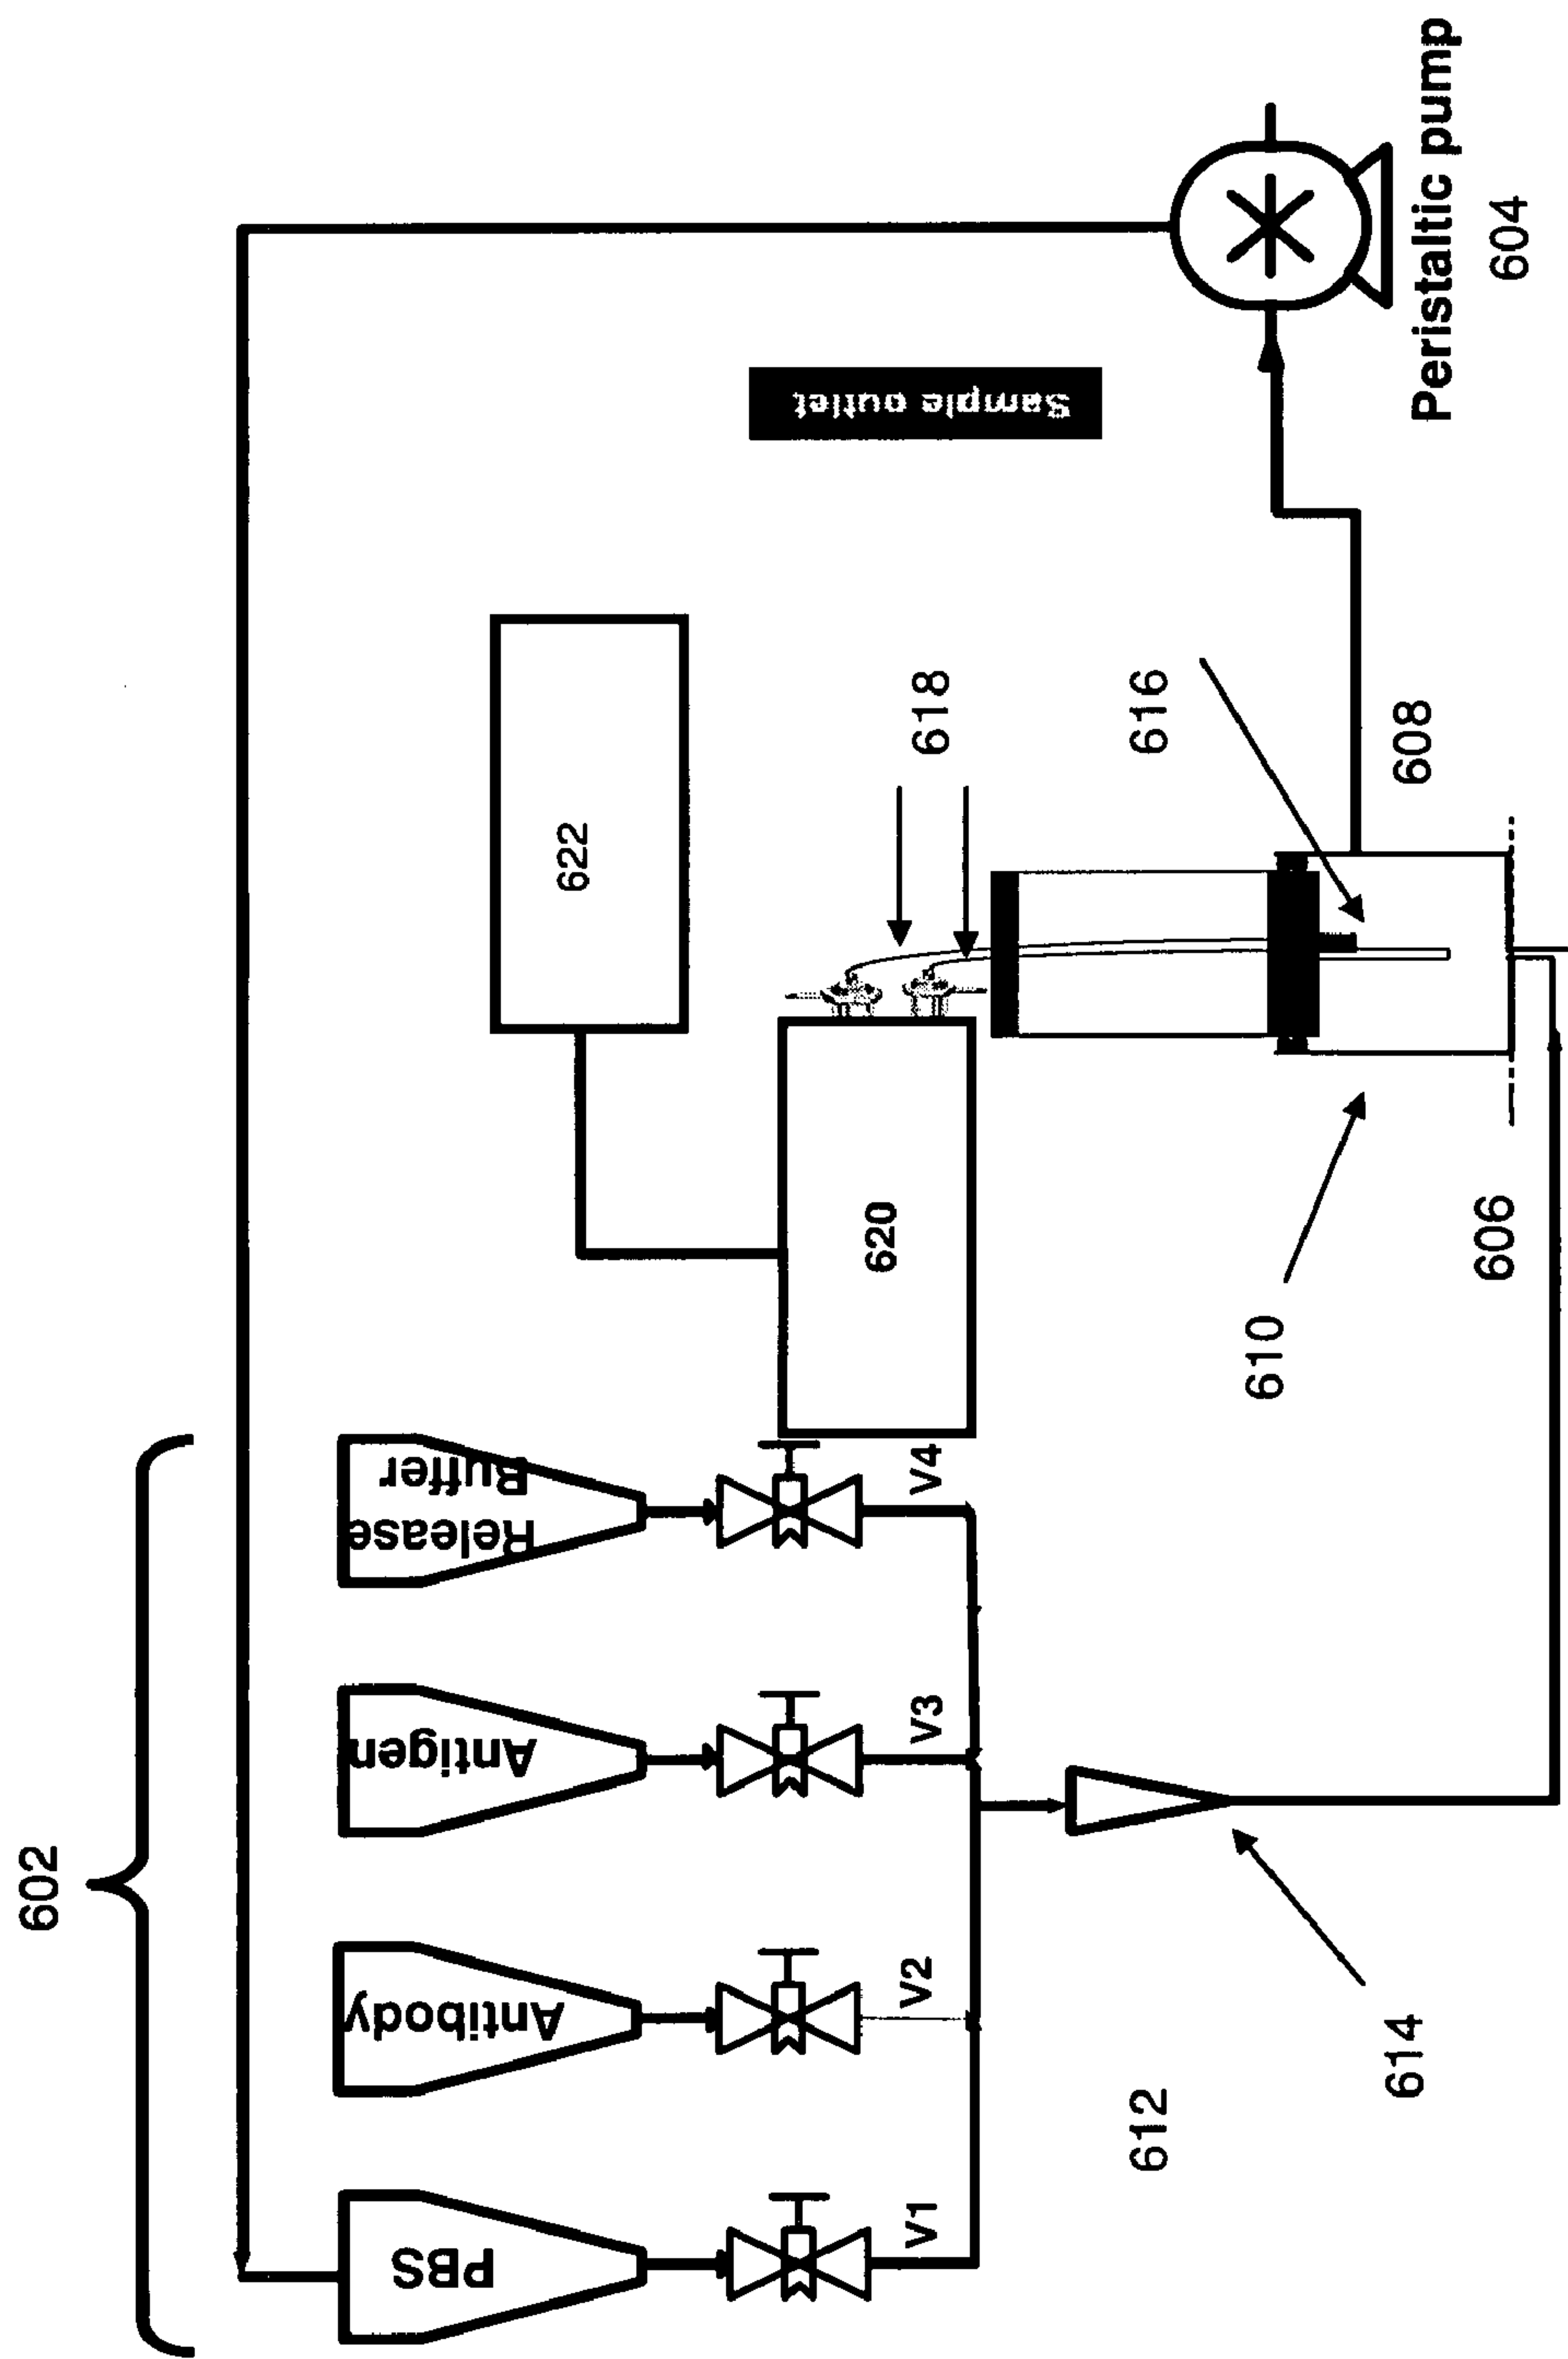 602
PBS
Antibody
Antigen
Release
Buffer
V1
V2
V3
V4
612
614
620
622
618
616
610
606
608
Sample outlet
Peristaltic pump
604